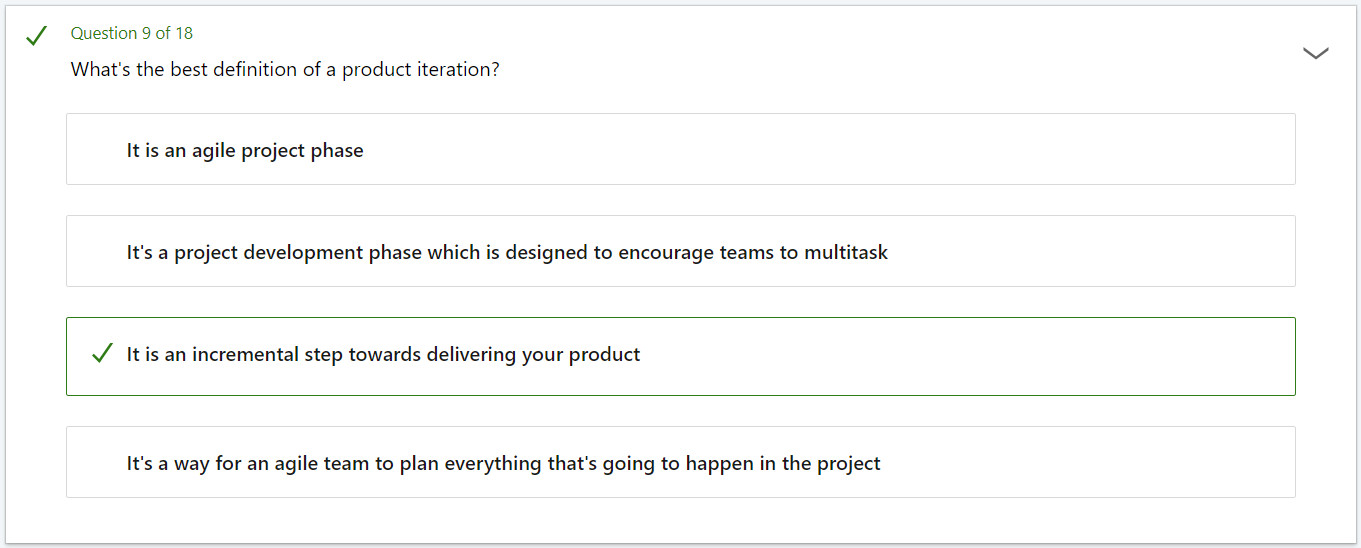 Question 9 of 18
What's the best definition of a product iteration?
It is an agile project phase
It's a project development phase which is designed to encourage teams to multitask
It is an incremental step towards delivering your product
It's a way for an agile team to plan everything that's going to happen in the project